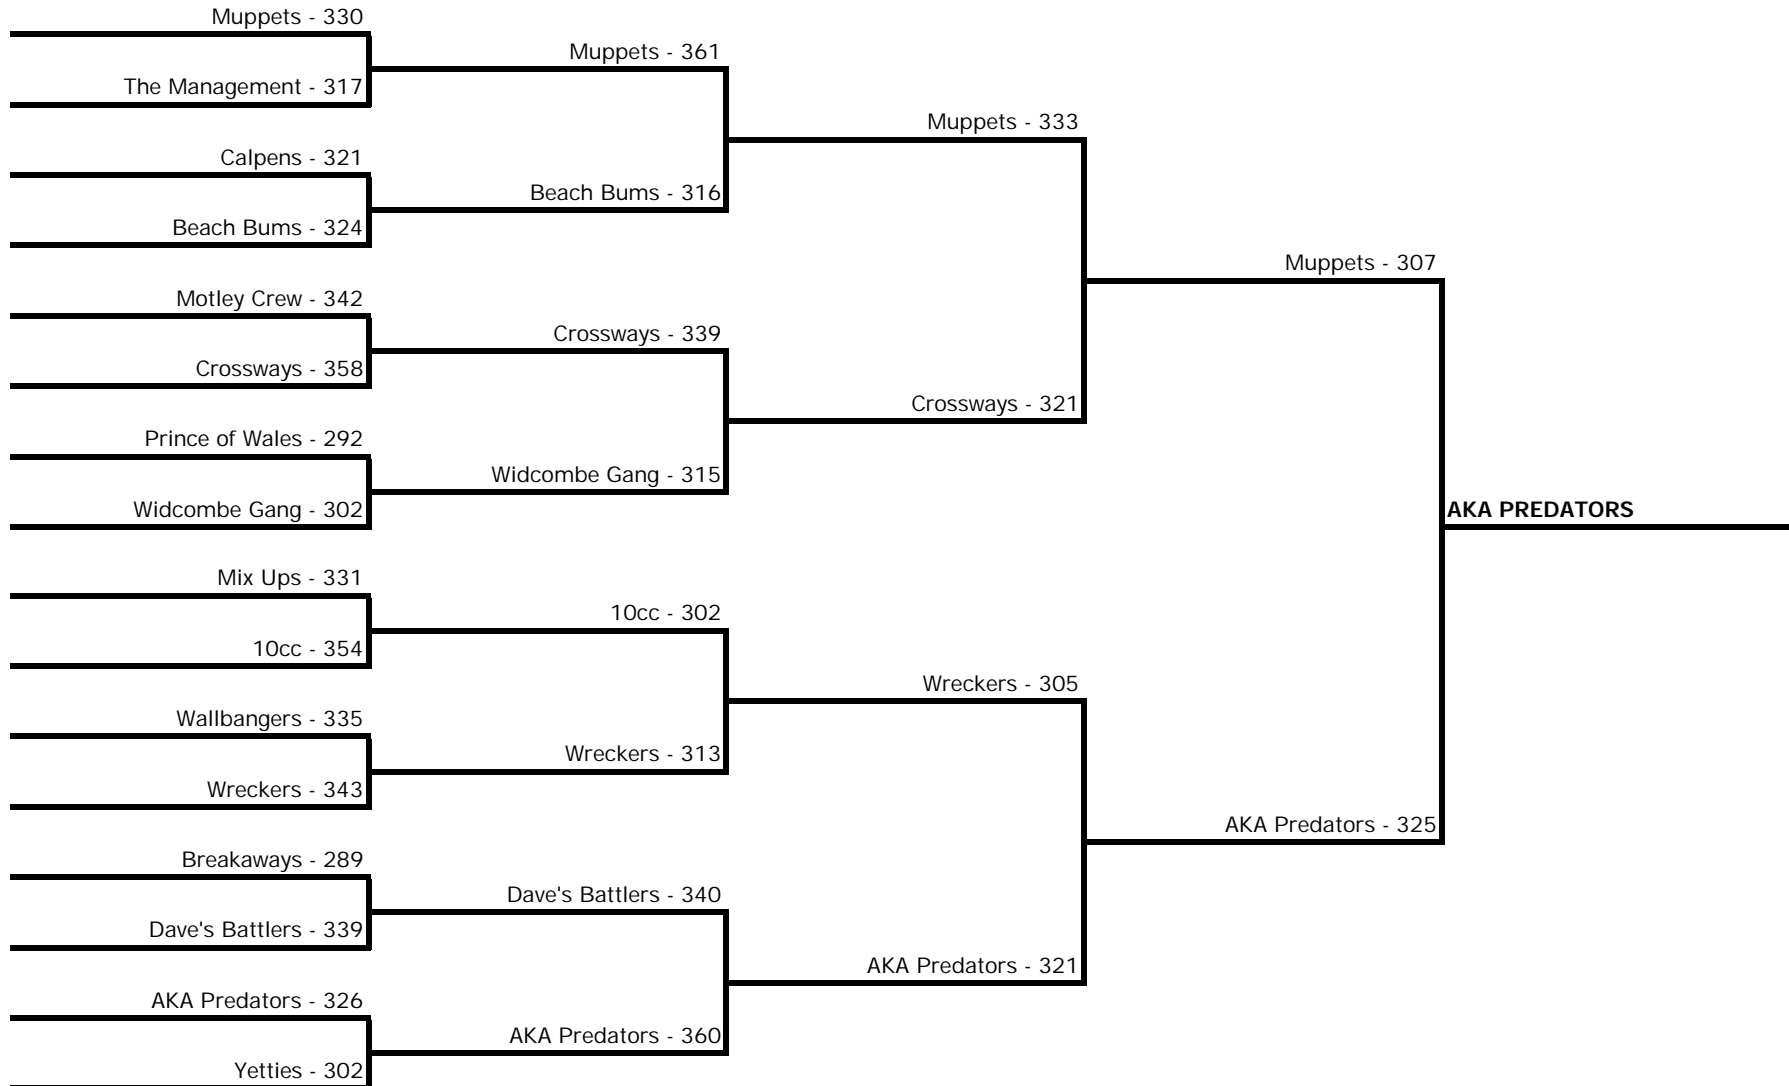 Muppets - 330
The Management - 317
Calpens - 321
Beach Bums - 324
Motley Crew - 342
Crossways - 358
Prince of Wales - 292
Widcombe Gang - 302
Mix Ups - 331
10cc - 354
Wallbangers - 335
Wreckers - 343
Breakaways - 289
Dave's Battlers - 339
AKA Predators - 326
Yetties - 302
Muppets - 361
Beach Bums - 316
Crossways - 339
Widcombe Gang - 315
10cc - 302
Wreckers - 313
Dave's Battlers - 340
AKA Predators - 360
Muppets - 333
Crossways - 321
Wreckers - 305
AKA Predators - 321
Muppets - 307
AKA Predators - 325
AKA PREDATORS